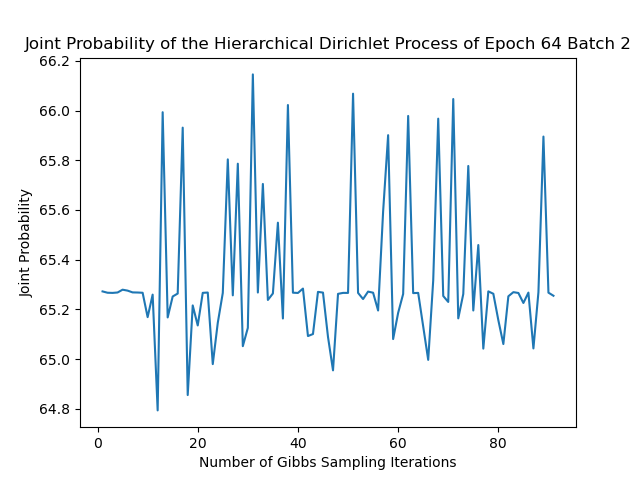 Joint Probability of the Hierarchical Dirichlet Process of Epoch 64 Batch 2
66.2
66.0
65.8
65.6
65.4
65.2
65.0
64.8
Joint Probability
0 20 40 60 80
Number of Gibbs Sampling Iterations